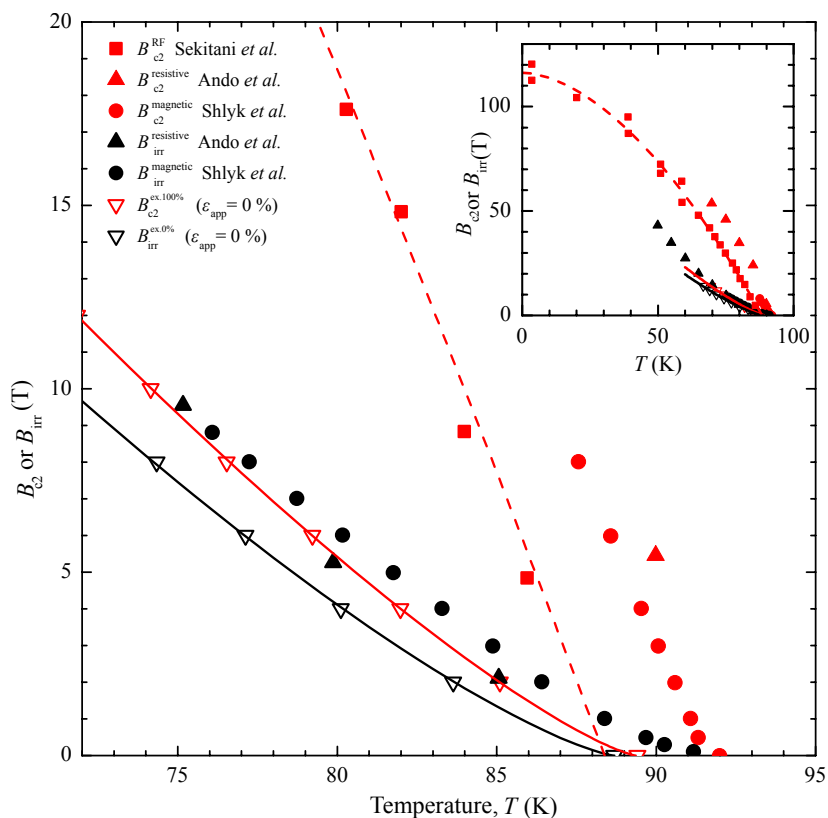 20
15
10
5
0
75
80
85
90
95
Temperature, T (K)
B_c2 or B_irr (T)
B_c2^RF Sekitani et al.
B_c2^resistive Ando et al.
B_c2^magnetic Shlyk et al.
B_irr^resistive Ando et al.
B_irr^magnetic Shlyk et al.
B_c2^ex.100% (ε_app = 0 %)
B_irr^ex.0% (ε_app = 0 %)
100
50
0
0
50
100
T (K)
B_c2 or B_irr (T)